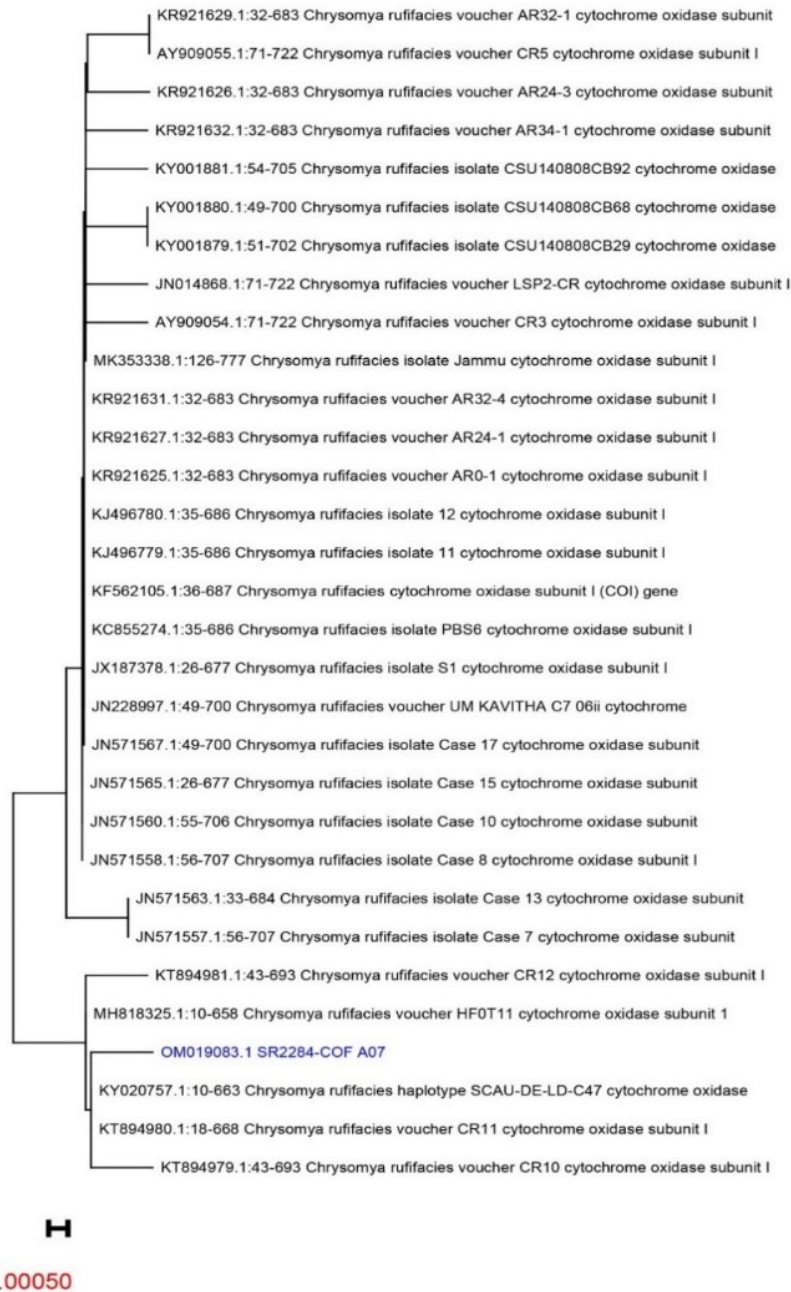 KR921629.1:32-683 Chrysomya rufifacies voucher AR32-1 cytochrome oxidase subunit
AY909055.1:71-722 Chrysomya rufifacies voucher CR5 cytochrome oxidase subunit I
KR921626.1:32-683 Chrysomya rufifacies voucher AR24-3 cytochrome oxidase subunit
KR921632.1:32-683 Chrysomya rufifacies voucher AR34-1 cytochrome oxidase subunit
KY001881.1:54-705 Chrysomya rufifacies isolate CSU140808CB92 cytochrome oxidase
KY001880.1:49-700 Chrysomya rufifacies isolate CSU140808CB68 cytochrome oxidase
KY001879.1:51-702 Chrysomya rufifacies isolate CSU140808CB29 cytochrome oxidase
JN014868.1:71-722 Chrysomya rufifacies voucher LSP2-CR cytochrome oxidase subunit I
AY909054.1:71-722 Chrysomya rufifacies voucher CR3 cytochrome oxidase subunit I
MK353338.1:126-777 Chrysomya rufifacies isolate Jammu cytochrome oxidase subunit I
KR921631.1:32-683 Chrysomya rufifacies voucher AR32-4 cytochrome oxidase subunit I
KR921627.1:32-683 Chrysomya rufifacies voucher AR24-1 cytochrome oxidase subunit I
KR921625.1:32-683 Chrysomya rufifacies voucher AR0-1 cytochrome oxidase subunit I
KJ496780.1:35-686 Chrysomya rufifacies isolate 12 cytochrome oxidase subunit I
KJ496779.1:35-686 Chrysomya rufifacies isolate 11 cytochrome oxidase subunit I
KF562105.1:36-687 Chrysomya rufifacies cytochrome oxidase subunit I (COI) gene
KC855274.1:35-686 Chrysomya rufifacies isolate PBS6 cytochrome oxidase subunit I
JX187378.1:26-677 Chrysomya rufifacies isolate S1 cytochrome oxidase subunit I
JN228997.1:49-700 Chrysomya rufifacies voucher UM KAVITHA C7 06ii cytochrome
JN571567.1:49-700 Chrysomya rufifacies isolate Case 17 cytochrome oxidase subunit
JN571565.1:26-677 Chrysomya rufifacies isolate Case 15 cytochrome oxidase subunit
JN571560.1:55-706 Chrysomya rufifacies isolate Case 10 cytochrome oxidase subunit
JN571558.1:56-707 Chrysomya rufifacies isolate Case 8 cytochrome oxidase subunit I
JN571563.1:33-684 Chrysomya rufifacies isolate Case 13 cytochrome oxidase subunit
JN571557.1:56-707 Chrysomya rufifacies isolate Case 7 cytochrome oxidase subunit
KT894981.1:43-693 Chrysomya rufifacies voucher CR12 cytochrome oxidase subunit I
MH818325.1:10-658 Chrysomya rufifacies voucher HF0T11 cytochrome oxidase subunit 1
OM019083.1 SR2284-COF A07
KY020757.1:10-663 Chrysomya rufifacies haplotype SCAU-DE-LD-C47 cytochrome oxidase
KT894980.1:18-668 Chrysomya rufifacies voucher CR11 cytochrome oxidase subunit I
KT894979.1:43-693 Chrysomya rufifacies voucher CR10 cytochrome oxidase subunit I
.00050